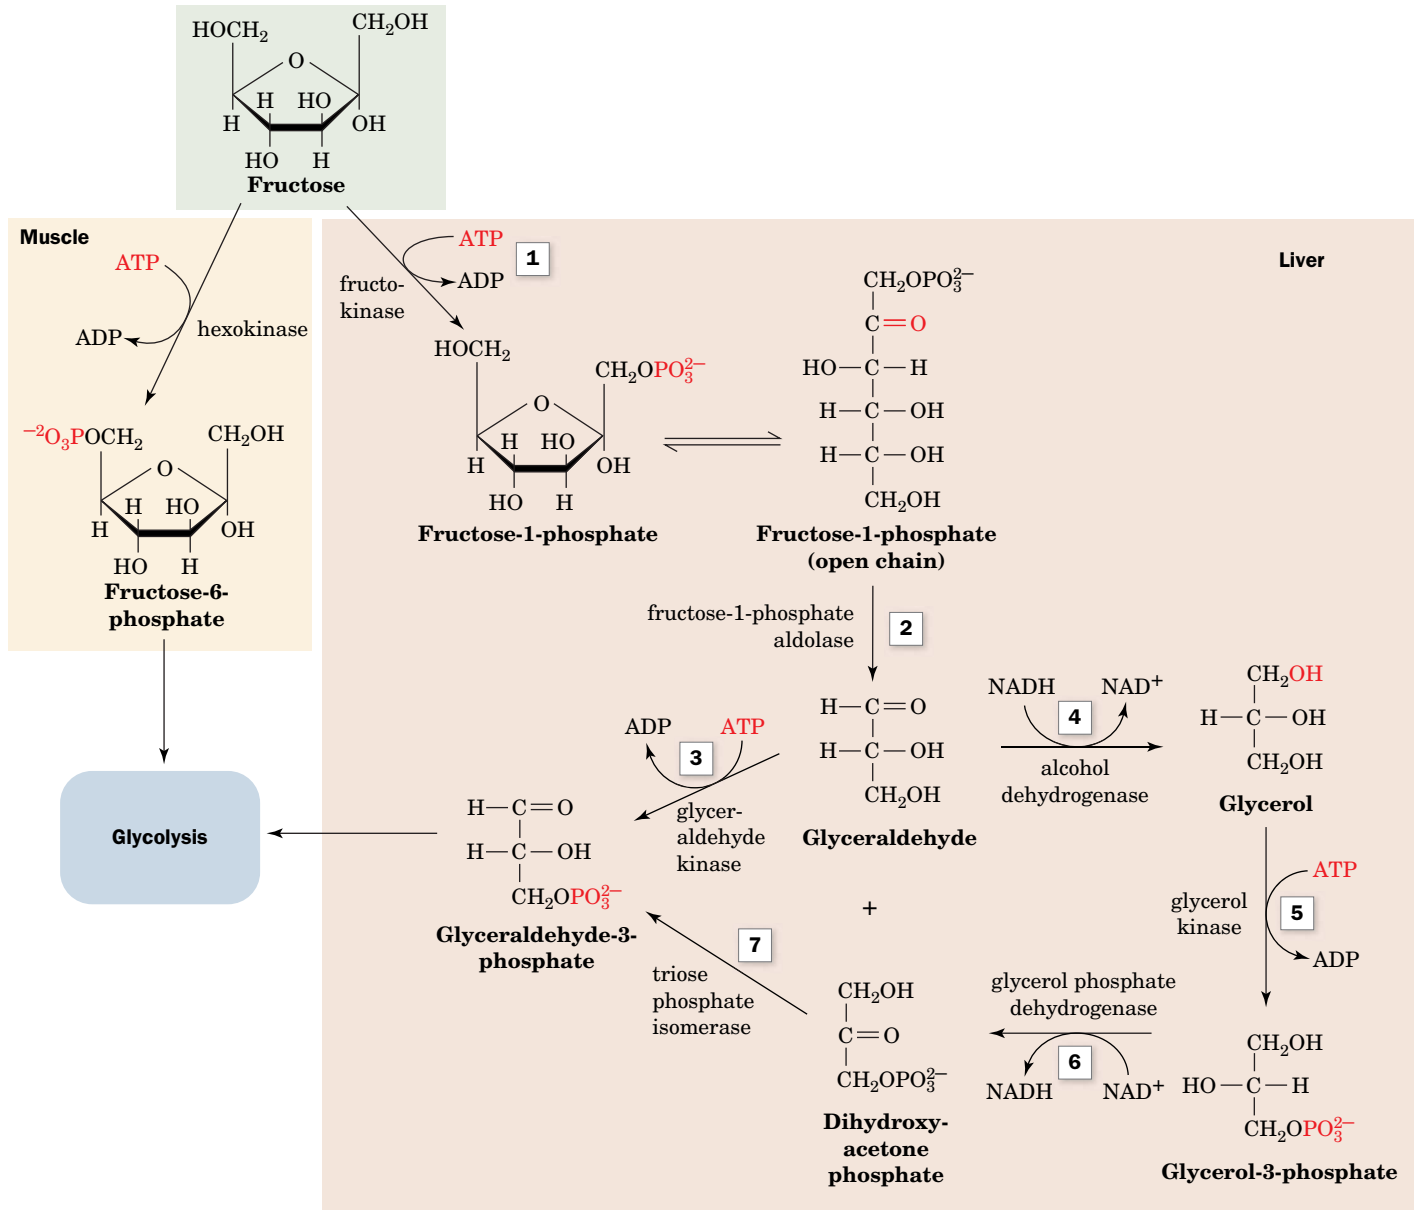 HOCH2
CH2OH
O
H
HO
H
OH
HO
H
Fructose
Muscle
ATP
ADP
hexokinase
−2O3POCH2
CH2OH
O
H
HO
H
OH
HO
H
Fructose-6-
phosphate
Glycolysis
Liver
ATP
1
ADP
fructo-
kinase
HOCH2
CH2OPO3 2−
O
H
HO
H
OH
HO
H
Fructose-1-phosphate
CH2OPO3 2−
C=O
HO—C—H
H—C—OH
H—C—OH
CH2OH
Fructose-1-phosphate
(open chain)
fructose-1-phosphate
aldolase
2
H—C=O
H—C—OH
CH2OH
Glyceraldehyde
+
ADP
ATP
3
glycer-
aldehyde
kinase
H—C=O
H—C—OH
CH2OPO3 2−
Glyceraldehyde-3-
phosphate
NADH
NAD+
4
alcohol
dehydrogenase
CH2OH
H—C—OH
CH2OH
Glycerol
ATP
glycerol
kinase
5
ADP
CH2OH
HO—C—H
CH2OPO3 2−
Glycerol-3-phosphate
glycerol phosphate
dehydrogenase
6
NADH
NAD+
CH2OH
C=O
CH2OPO3 2−
Dihydroxy-
acetone
phosphate
7
triose
phosphate
isomerase